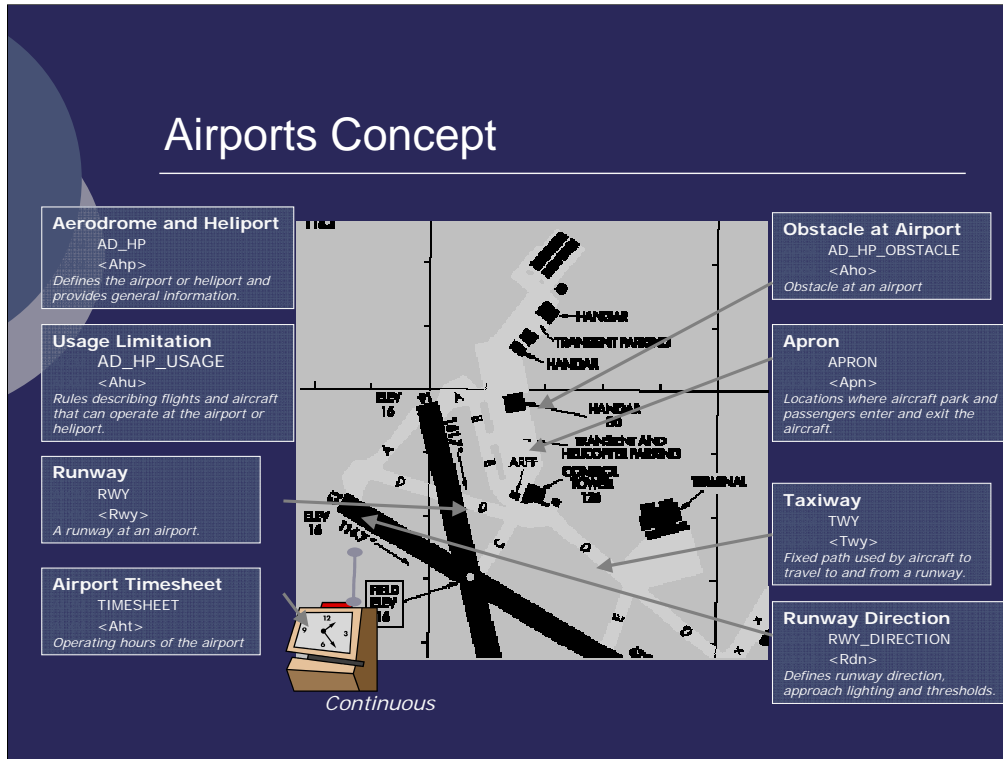 Airports Concept
Aerodrome and Heliport
AD_HP
<Ahp>
Defines the airport or heliport and
provides general information.
Usage Limitation
AD_HP_USAGE
<Ahu>
Rules describing flights and aircraft
that can operate at the airport or
heliport.
Runway
RWY
<Rwy>
A runway at an airport.
Airport Timesheet
TIMESHEET
<Aht>
Operating hours of the airport
HANGAR
TRANSIENT PARKING
HANGAR
ELEV
16
HANGAR
TRANSIENT AND
HELICOPTER PARKING
CONTROL
TOWER
TERMINAL
ELEV
16
FIELD
ELEV
16
12
9
3
6
Continuous
Obstacle at Airport
AD_HP_OBSTACLE
<Aho>
Obstacle at an airport
Apron
APRON
<Apn>
Locations where aircraft park and
passengers enter and exit the
aircraft.
Taxiway
TWY
<Twy>
Fixed path used by aircraft to
travel to and from a runway.
Runway Direction
RWY_DIRECTION
<Rdn>
Defines runway direction,
approach lighting and thresholds.